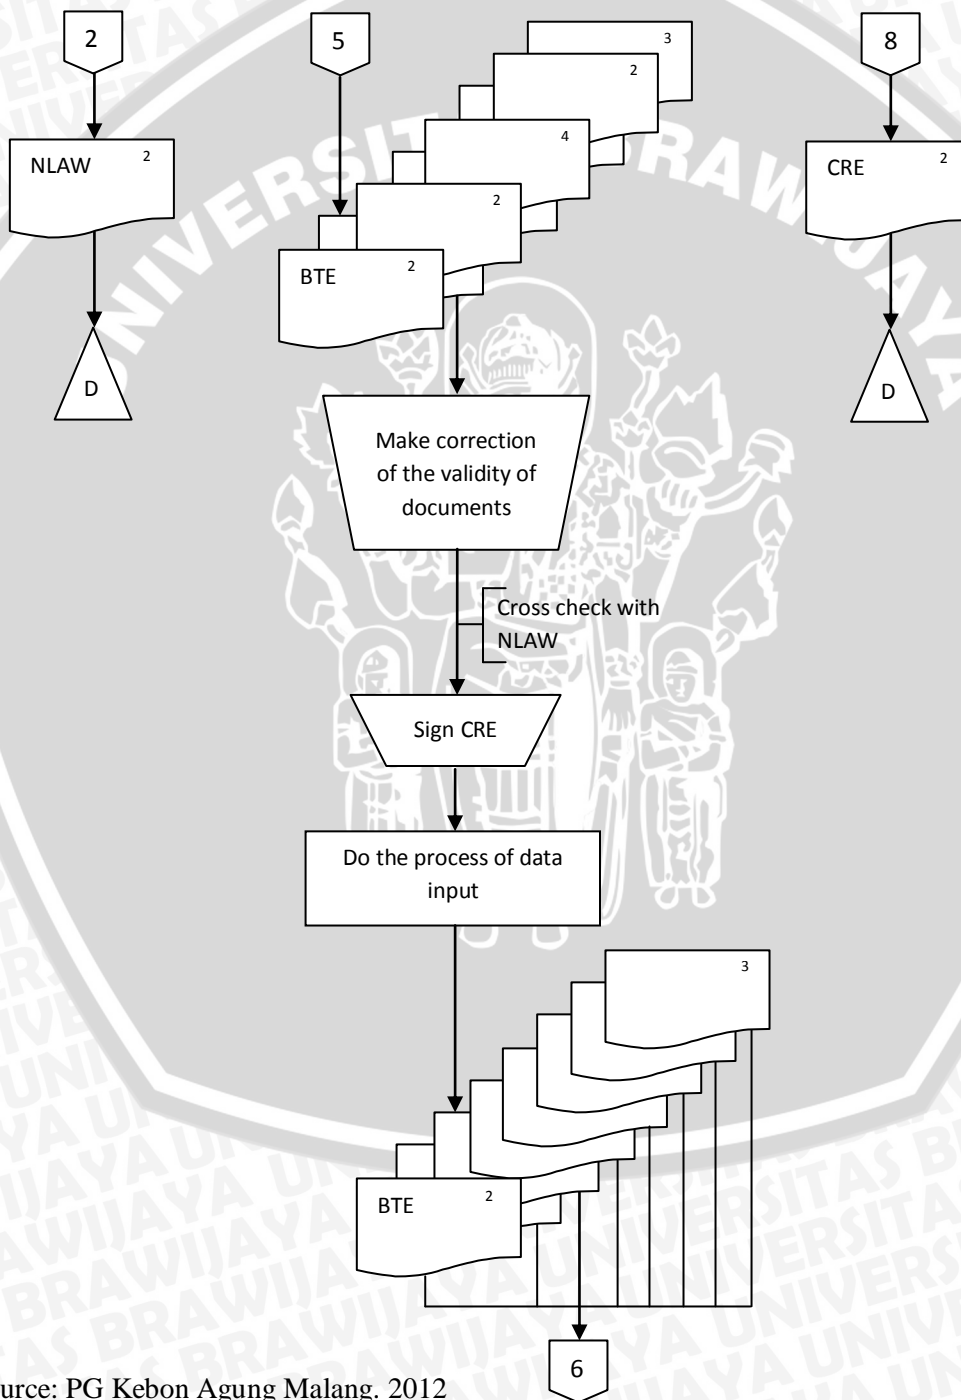 2
5
3
8
2
4
NLAW 2
CRE 2
2
BTE 2
D
D
Make correction
of the validity of
documents
Cross check with
NLAW
Sign CRE
Do the process of data
input
3
BTE 2
6
urce: PG Kebon Agung Malang, 2012
UNIVERSITAS BRAWIJAYA